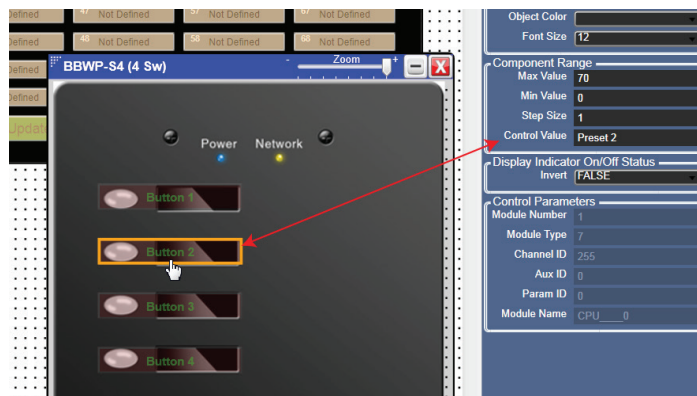 Defined
47 Not Defined
57 Not Defined
67 Not Defined
Defined
48 Not Defined
58 Not Defined
68 Not Defined
Defined
Defined
Updat
BBWP-S4 (4 Sw)
- Zoom +
X
Power Network
Button 1
Button 2
Button 3
Button 4
Object Color
Font Size 12
Component Range
Max Value 70
Min Value 0
Step Size 1
Control Value Preset 2
Display Indicator On/Off Status
Invert FALSE
Control Parameters
Module Number 1
Module Type 7
Channel ID 255
Aux ID 0
Param ID 0
Module Name CPU____0